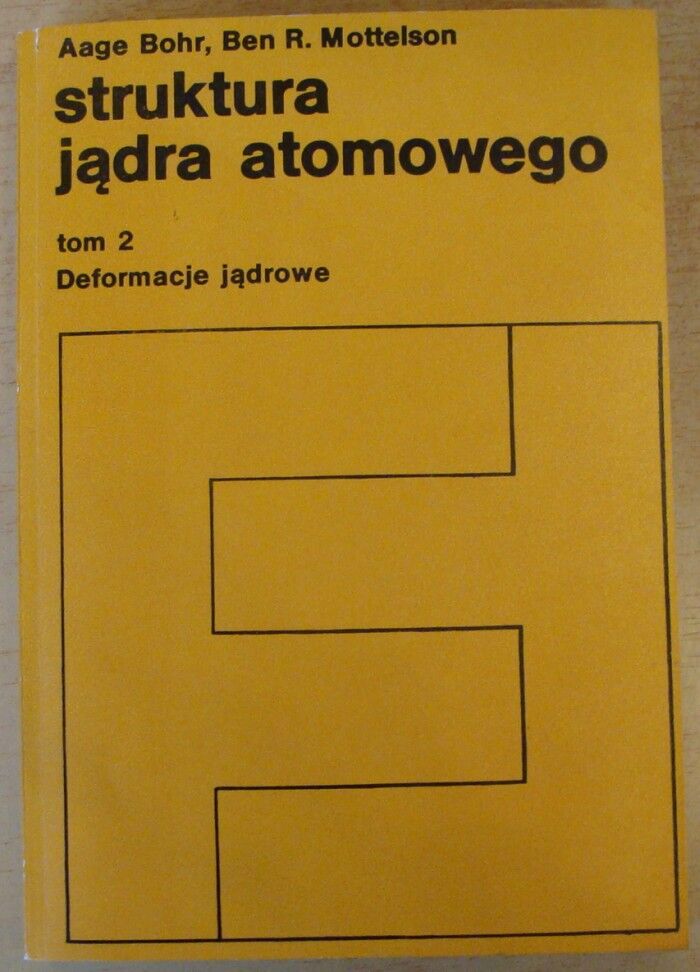 Aage Bohr, Ben R. Mottelson
struktura
jądra atomowego
tom 2
Deformacje jądrowe